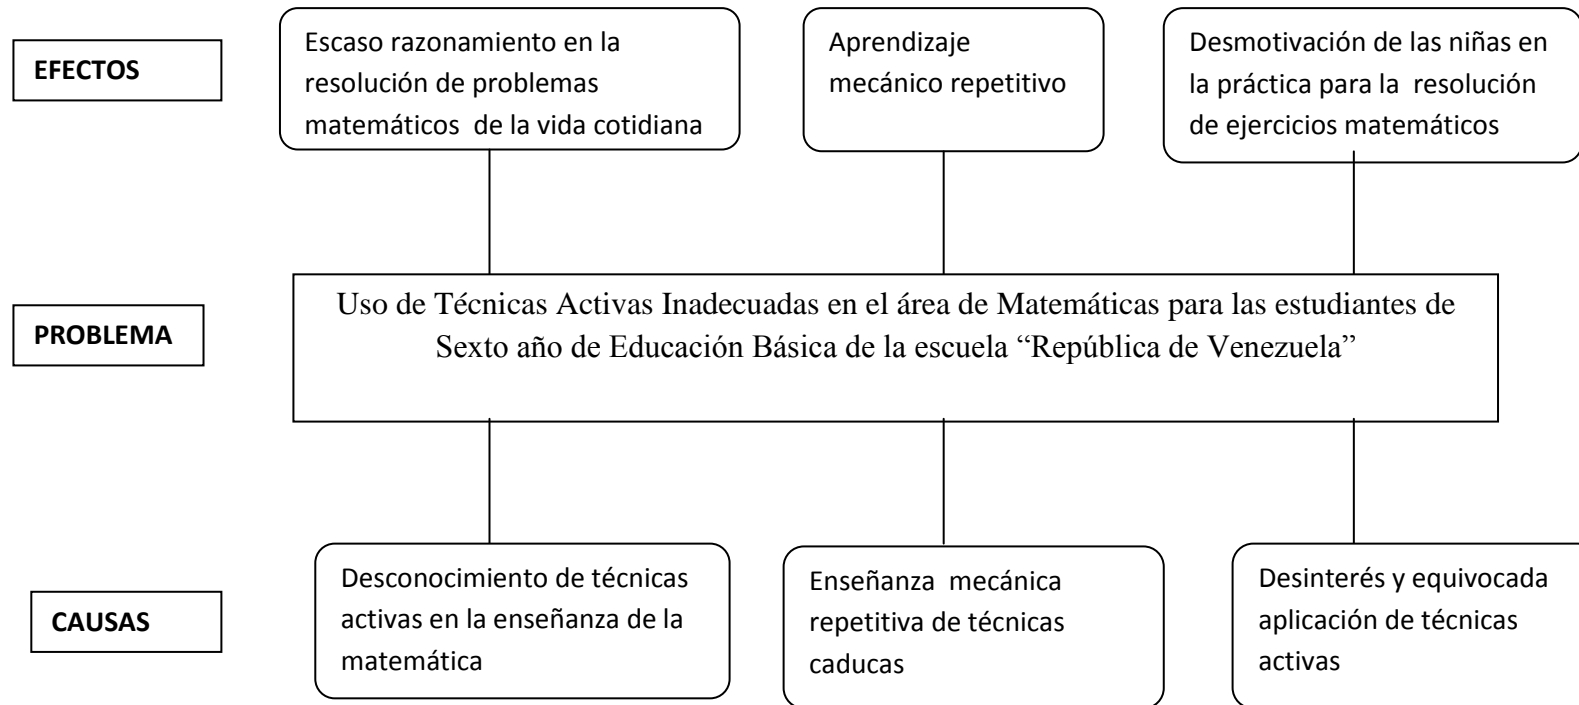 EFECTOS
Escaso razonamiento en la
resolución de problemas
matemáticos de la vida cotidiana
Aprendizaje
mecánico repetitivo
Desmotivación de las niñas en
la práctica para la resolución
de ejercicios matemáticos
PROBLEMA
Uso de Técnicas Activas Inadecuadas en el área de Matemáticas para las estudiantes de
Sexto año de Educación Básica de la escuela “República de Venezuela”
CAUSAS
Desconocimiento de técnicas
activas en la enseñanza de la
matemática
Enseñanza mecánica
repetitiva de técnicas
caducas
Desinterés y equivocada
aplicación de técnicas
activas